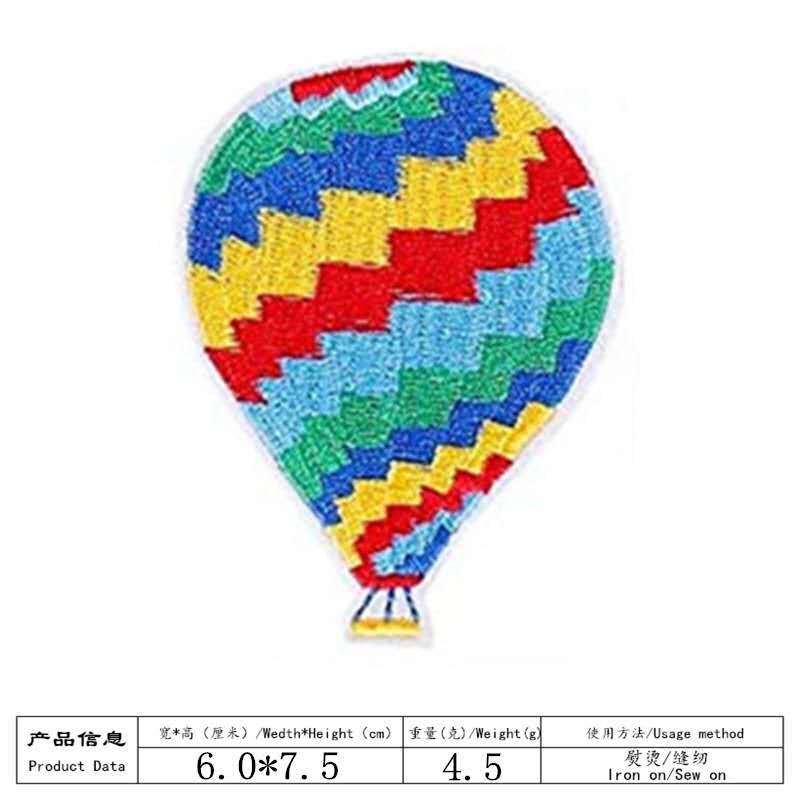 产品信息
Product Data
宽*高（厘米）/Wedth*Height（cm）
6.0*7.5
重量(克)/Weight(g)
4.5
使用方法/Usage method
熨烫/缝纫
Iron on/Sew on